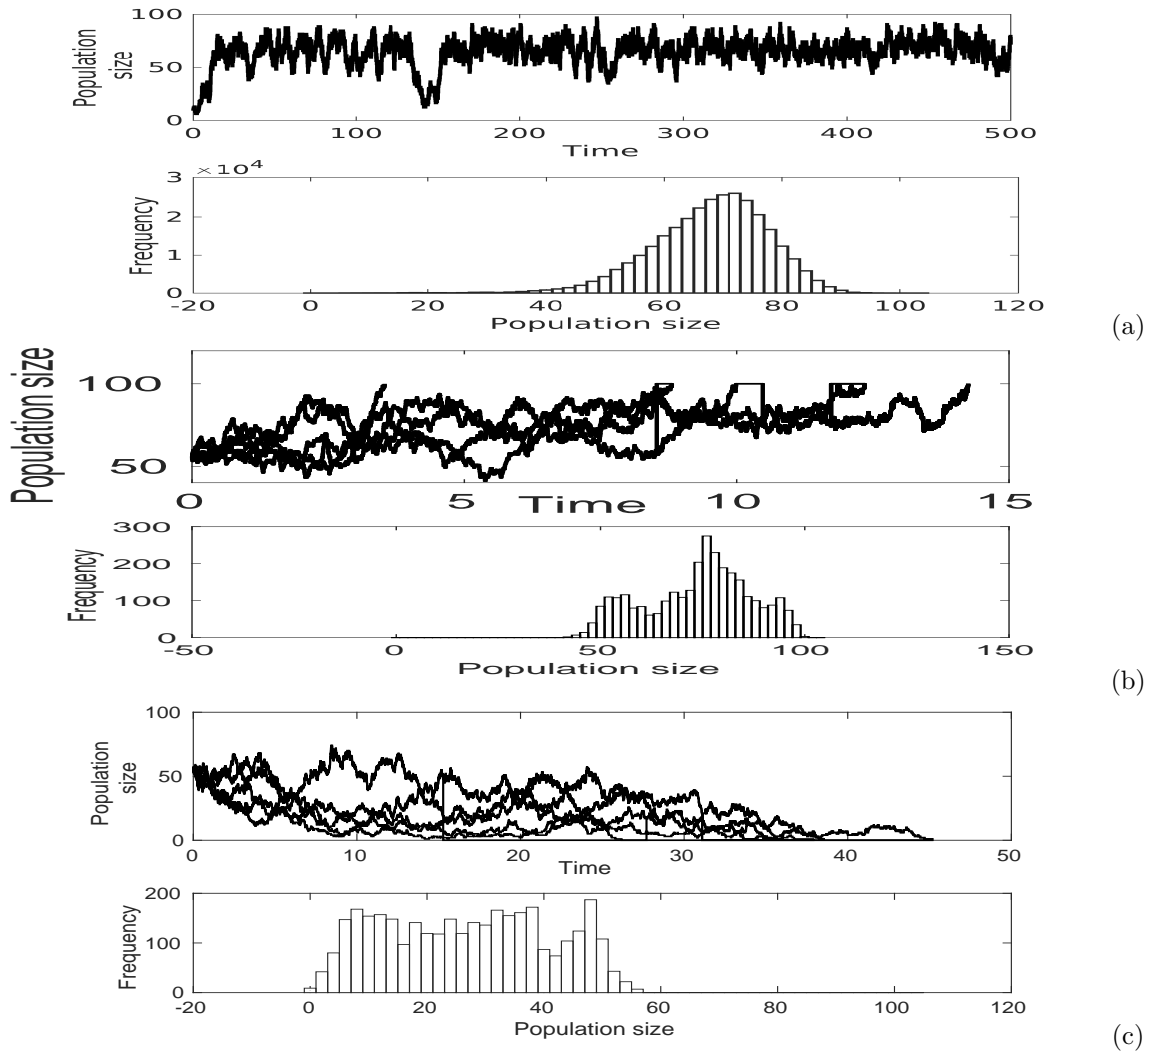 100
50
0
Population
size
0 100 200 300 400 500
Time
×10⁴
3
2
1
0
Frequency
-20 0 20 40 60 80 100 120
Population size
(a)
100
50
Population size
0 5 10 15
Time
300
200
100
0
Frequency
-50 0 50 100 150
Population size
(b)
100
50
0
Population
size
0 10 20 30 40 50
Time
200
100
0
Frequency
-20 0 20 40 60 80 100 120
Population size
(c)